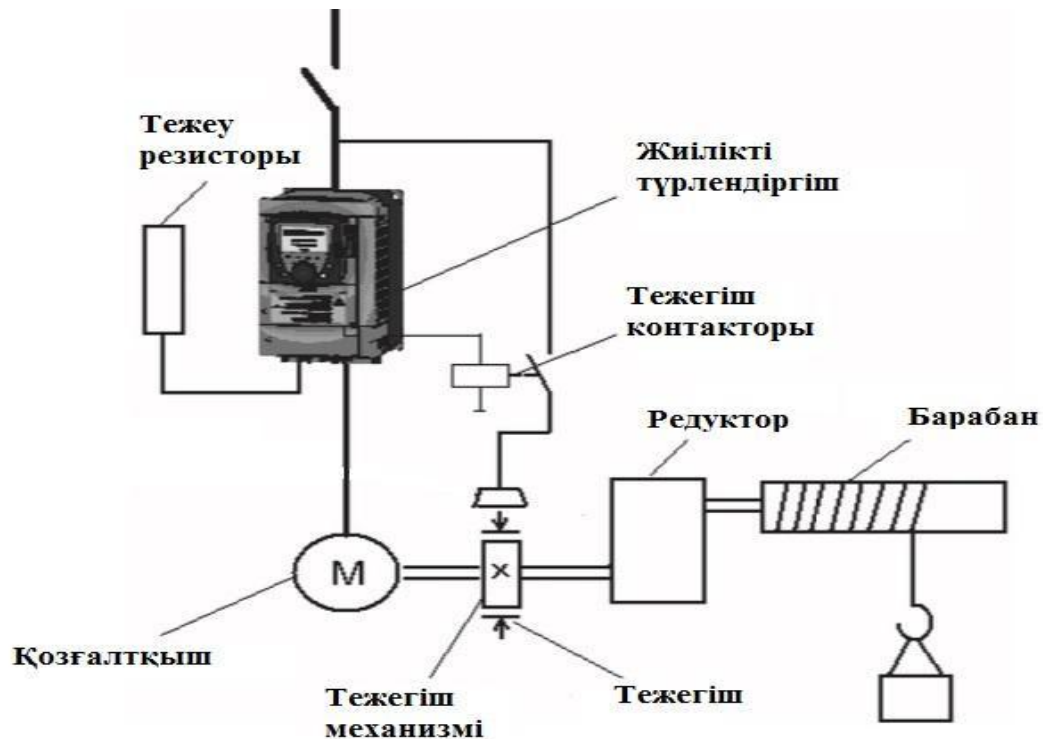 Тежеу
резисторы
Жиілікті
түрлендіргіш
Тежегіш
контакторы
Редуктор
Барабан
М
х
Қозғалтқыш
Тежегіш
механизмі
Тежегіш